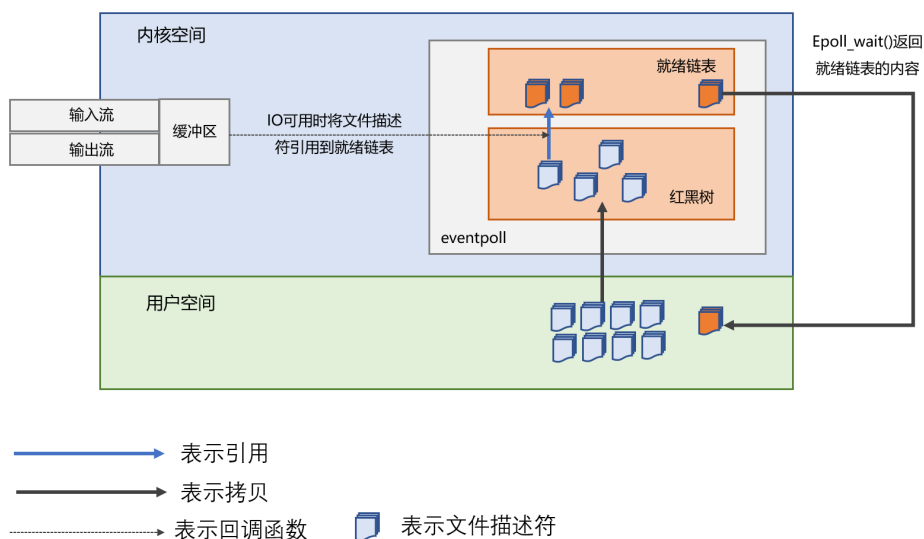 内核空间
Epoll_wait()返回
就绪链表的内容
就绪链表
输入流
输出流
缓冲区
IO可用时将文件描述
符引用到就绪链表
红黑树
eventpoll
用户空间
表示引用
表示拷贝
表示回调函数
表示文件描述符